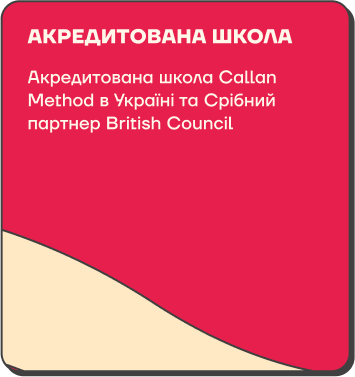 АКРЕДИТОВАНА ШКОЛА
Акредитована школа Callan
Method в Україні та Срібний
партнер British Council